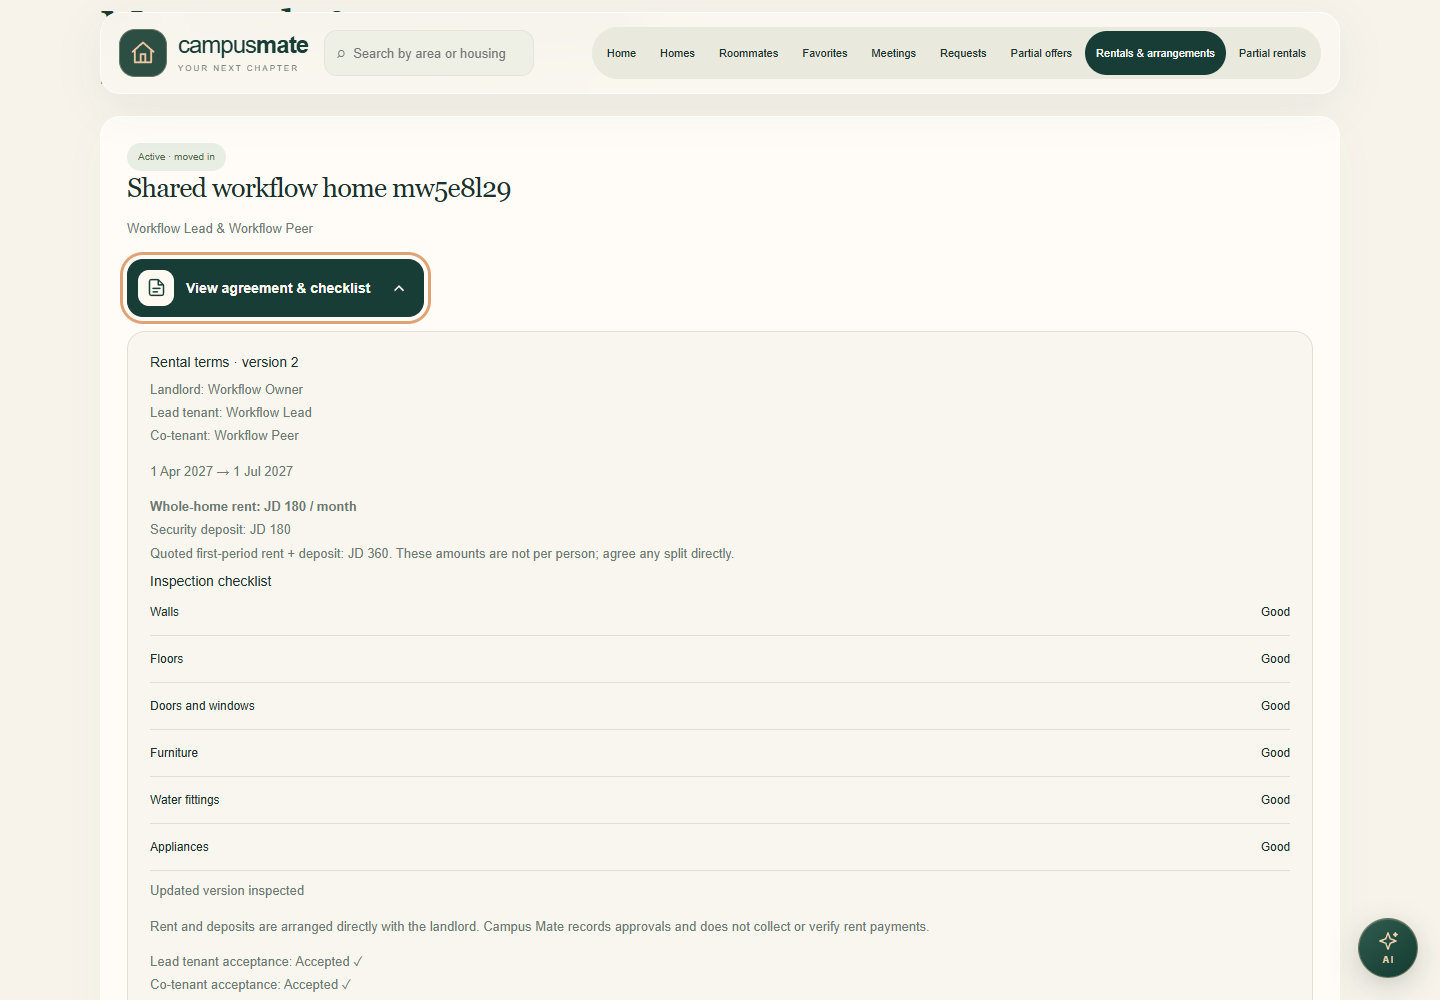 campusmate
YOUR NEXT CHAPTER
Search by area or housing
Home
Homes
Roommates
Favorites
Meetings
Requests
Partial offers
Rentals & arrangements
Partial rentals
Active · moved in
Shared workflow home mw5e8l29
Workflow Lead & Workflow Peer
View agreement & checklist
Rental terms · version 2
Landlord: Workflow Owner
Lead tenant: Workflow Lead
Co-tenant: Workflow Peer
1 Apr 2027 → 1 Jul 2027
Whole-home rent: JD 180 / month
Security deposit: JD 180
Quoted first-period rent + deposit: JD 360. These amounts are not per person; agree any split directly.
Inspection checklist
Walls Good
Floors Good
Doors and windows Good
Furniture Good
Water fittings Good
Appliances Good
Updated version inspected
Rent and deposits are arranged directly with the landlord. Campus Mate records approvals and does not collect or verify rent payments.
Lead tenant acceptance: Accepted ✓
Co-tenant acceptance: Accepted ✓
AI